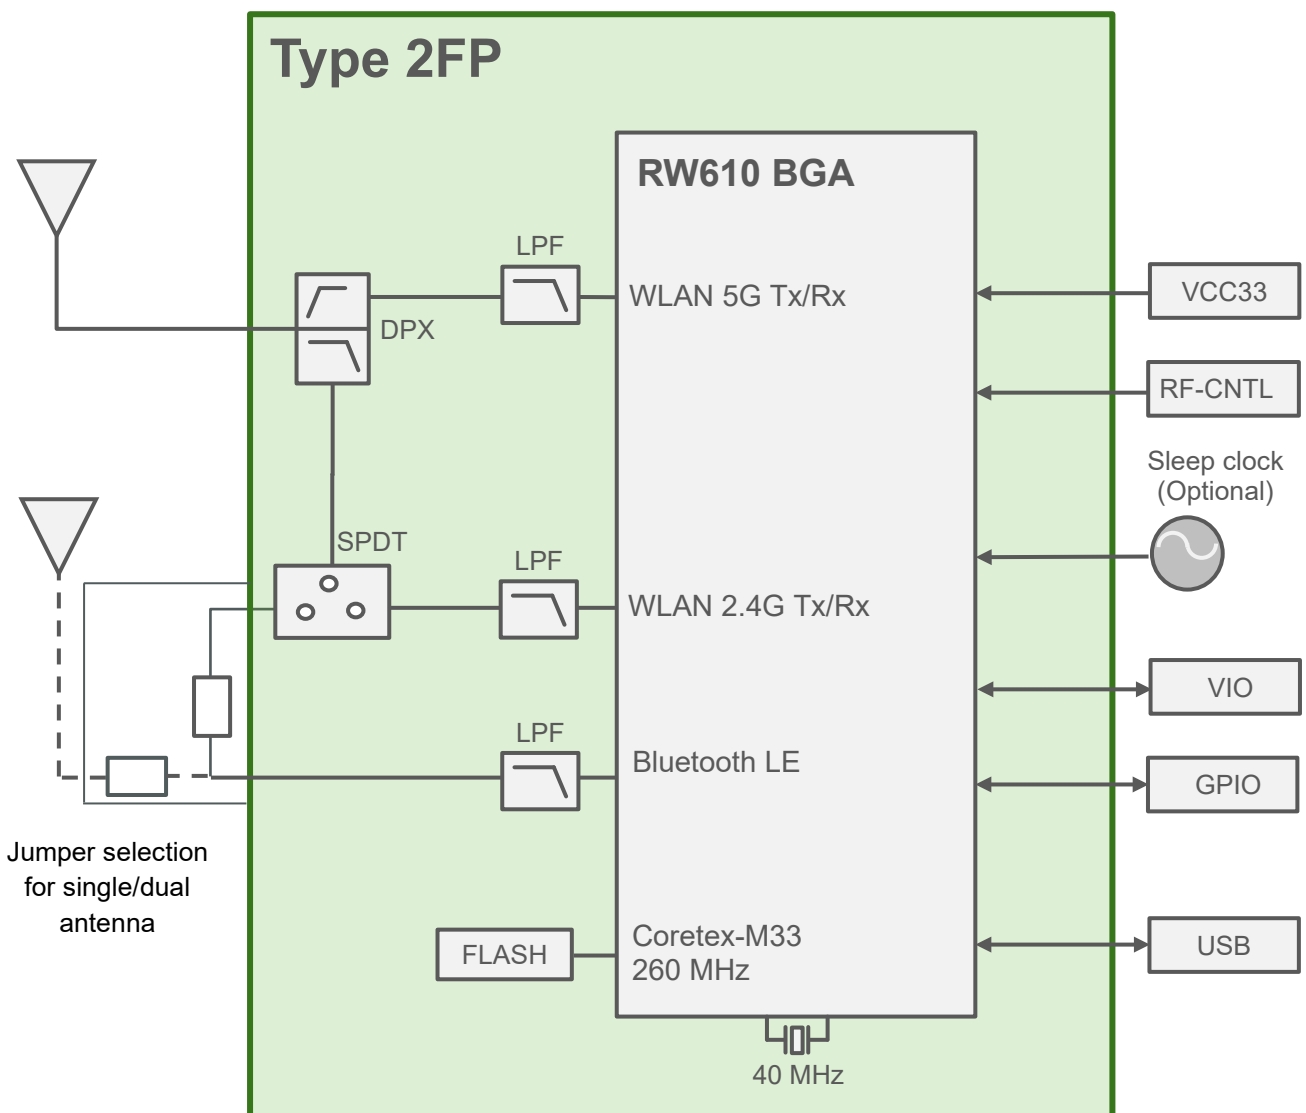 Type 2FP
RW610 BGA
LPF
WLAN 5G Tx/Rx
DPX
VCC33
RF-CNTL
Sleep clock
(Optional)
SPDT
LPF
WLAN 2.4G Tx/Rx
VIO
LPF
Bluetooth LE
GPIO
Jumper selection
for single/dual
antenna
FLASH
Coretex-M33
260 MHz
USB
40 MHz